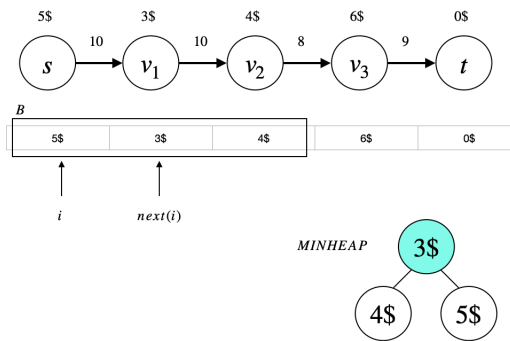 5$ 3$ 4$ 6$ 0$
10 10 8 9
s v₁ v₂ v₃ t
B
5$ 3$ 4$ 6$ 0$
i next(i)
MINHEAP 3$
4$ 5$